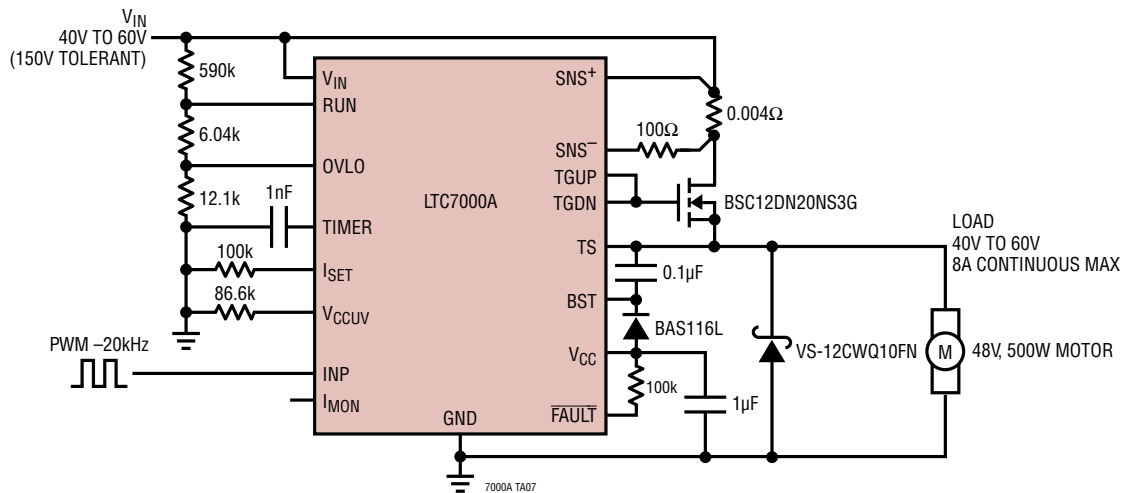 VIN
40V TO 60V
(150V TOLERANT)
590k
6.04k
12.1k
1nF
100k
86.6k
PWM –20kHz
VIN
RUN
OVLO
TIMER
ISET
VCCUV
INP
IMON
LTC7000A
GND
SNS+
SNS–
TGUP
TGDN
TS
BST
VCC
FAULT
0.004Ω
100Ω
BSC12DN20NS3G
0.1µF
BAS116L
100k
1µF
VS-12CWQ10FN
LOAD
40V TO 60V
8A CONTINUOUS MAX
M
48V, 500W MOTOR
7000A TA07